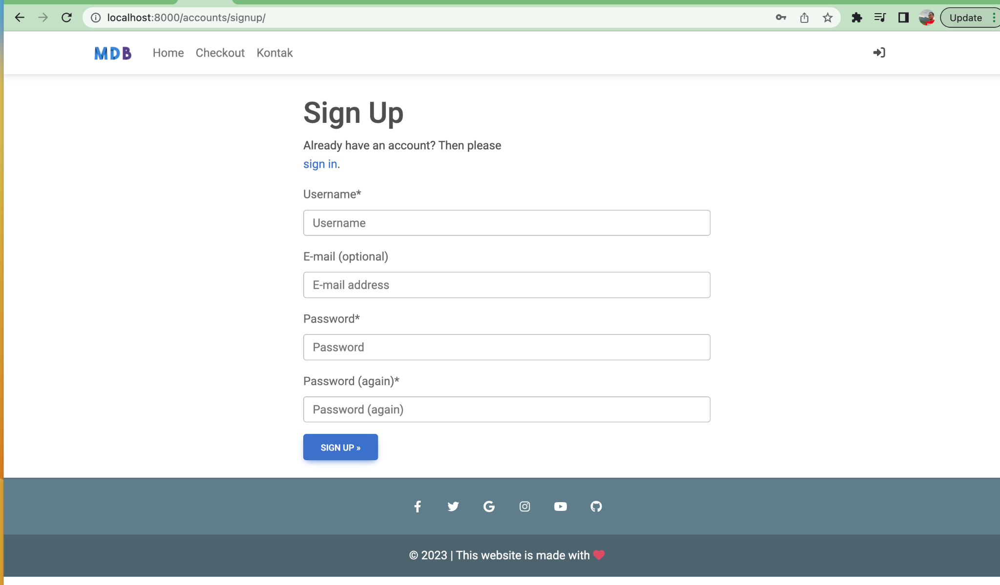 localhost:8000/accounts/signup/
Update
MDB Home Checkout Kontak
Sign Up
Already have an account? Then please
sign in.
Username*
Username
E-mail (optional)
E-mail address
Password*
Password
Password (again)*
Password (again)
SIGN UP »
© 2023 | This website is made with